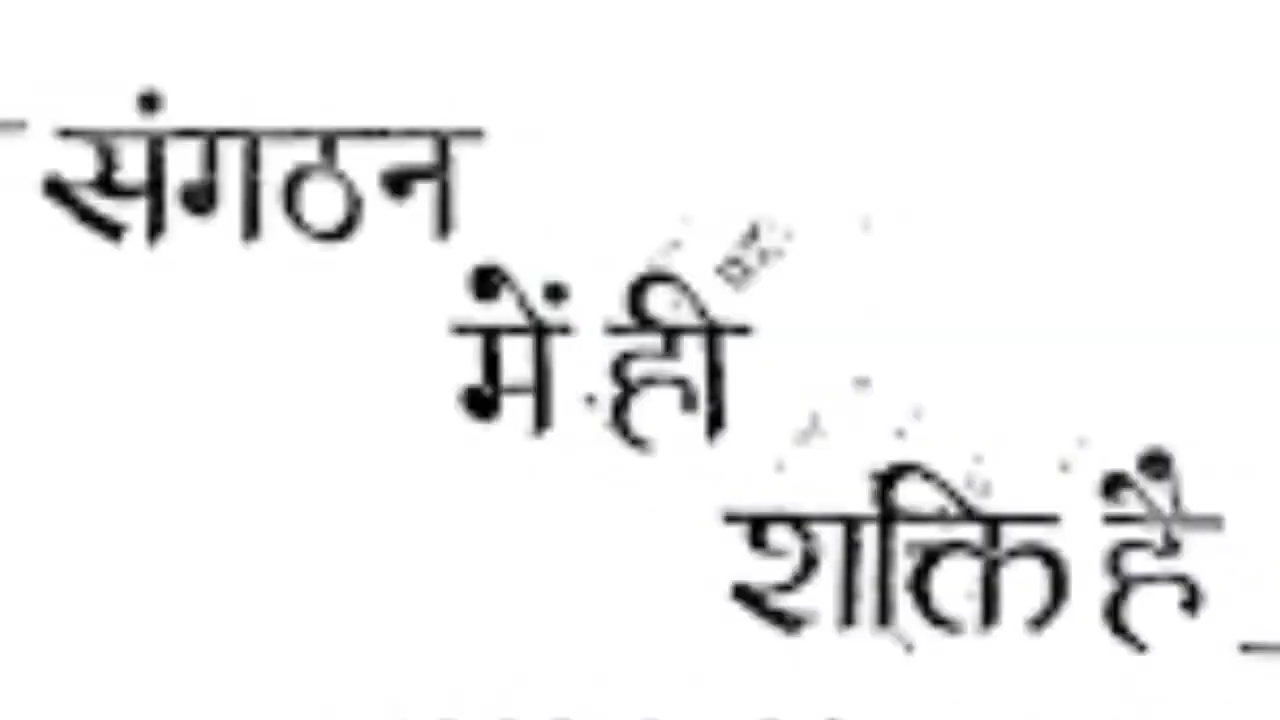 संगठन
में ही
शक्ति है